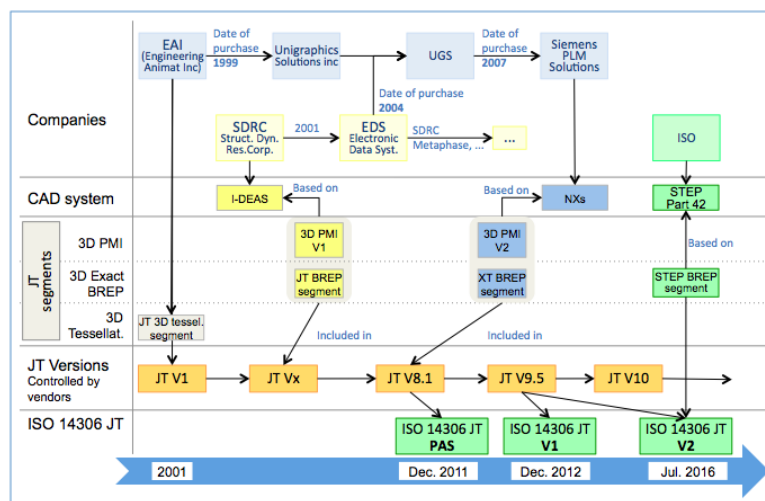 EAI
(Engineering
Animat Inc)
Date of
purchase
1999
Unigraphics
Solutions inc
UGS
Date of
purchase
2007
Siemens
PLM
Solutions
Date of purchase
2004
Companies
SDRC
Struct. Dyn.
Res.Corp.
2001
EDS
Electronic
Data Syst.
SDRC
Metaphase, ...
...
ISO
CAD system
I-DEAS
Based on
Based on
NXs
STEP
Part 42
JT
segments
3D PMI
3D PMI
V1
3D PMI
V2
Based on
3D Exact
BREP
JT BREP
segment
XT BREP
segment
STEP BREP
segment
3D
Tessellat.
JT 3D tessel.
segment
Included in
Included in
JT Versions
Controlled by
vendors
JT V1
JT Vx
JT V8.1
JT V9.5
JT V10
ISO 14306 JT
ISO 14306 JT
PAS
ISO 14306 JT
V1
ISO 14306 JT
V2
2001
Dec. 2011
Dec. 2012
Jul. 2016